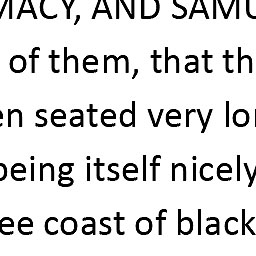 MACY, AND SAMU
of them, that th
en seated very lo
being itself nicely
ee coast of black